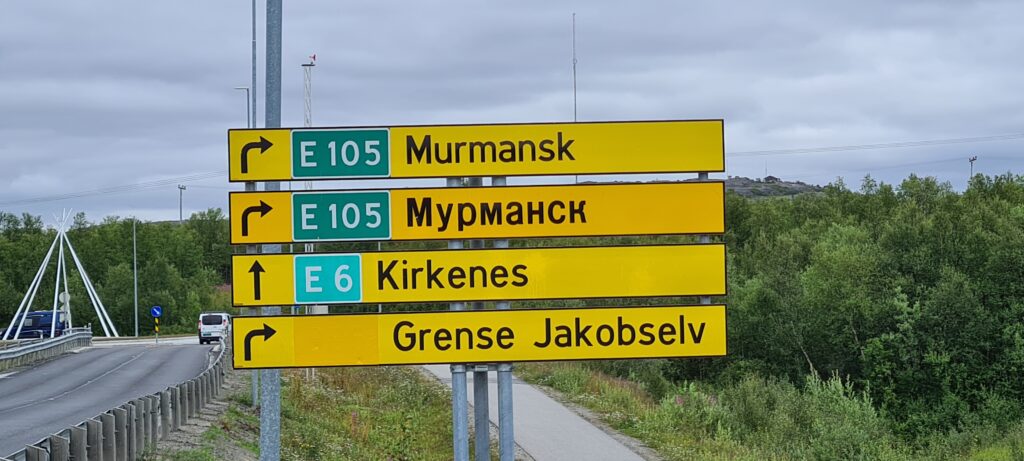 E 105 Murmansk
E 105 Мурманск
E 6 Kirkenes
Grense Jakobselv